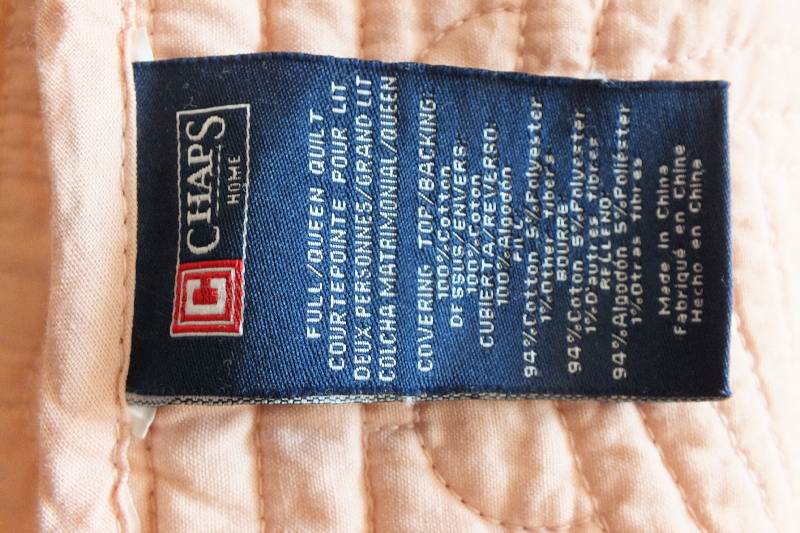 CHAPS
HOME
FULL/QUEEN QUILT
COURTEPOINTE POUR LIT
DEUX PERSONNES/GRAND LIT
COLCHA MATRIMONIAL/QUEEN
COVERING TOP/BACKING:
100%Cotton
DESSUS/ENVERS:
100%Coton
CUBIERTA/REVERSO:
100%Algodón
FILL
94%Cotton 5%Polyester
1%Other fibers
BOURRE
94%Coton 5%Polyester
1%D'autres fibres
RELLENO
94%Algodón 5%Poliéster
1%Otras fibres
Made in China
Fabriqué en Chine
Hecho en China